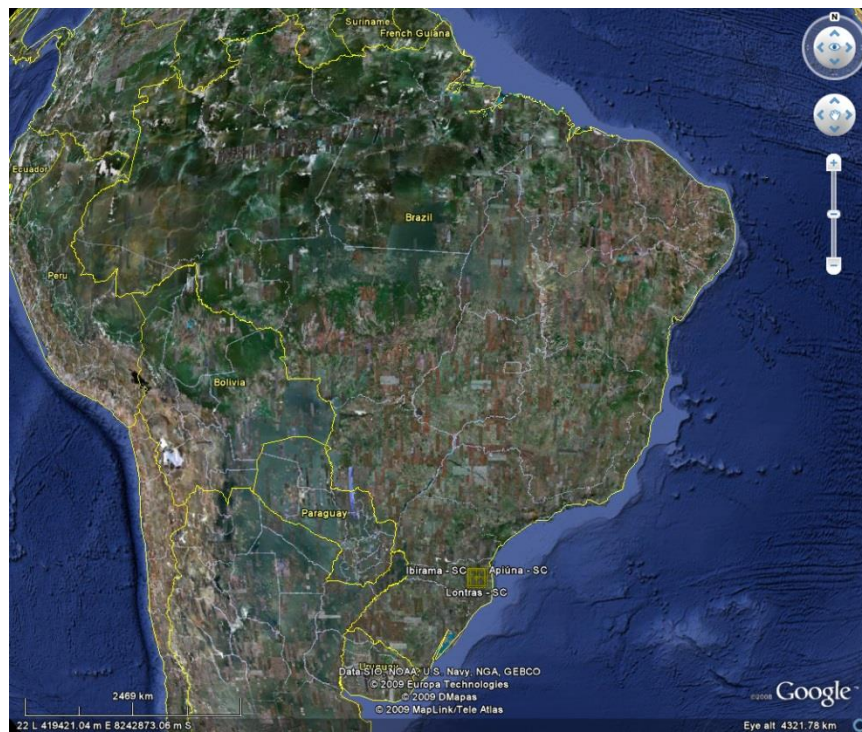 Suriname
French Guiana
N
Ecuador
Brazil
Peru
Bolivia
Paraguay
Ibirama - SC
Apiúna - SC
Lontras - SC
Uruguay
Data SIO, NOAA, U.S. Navy, NGA, GEBCO
© 2009 Europa Technologies
© 2009 DMapas
© 2009 MapLink/Tele Atlas
2469 km
©2008 Google™
22 L 419421.04 m E 8242873.06 m S
Eye alt 4321.78 km